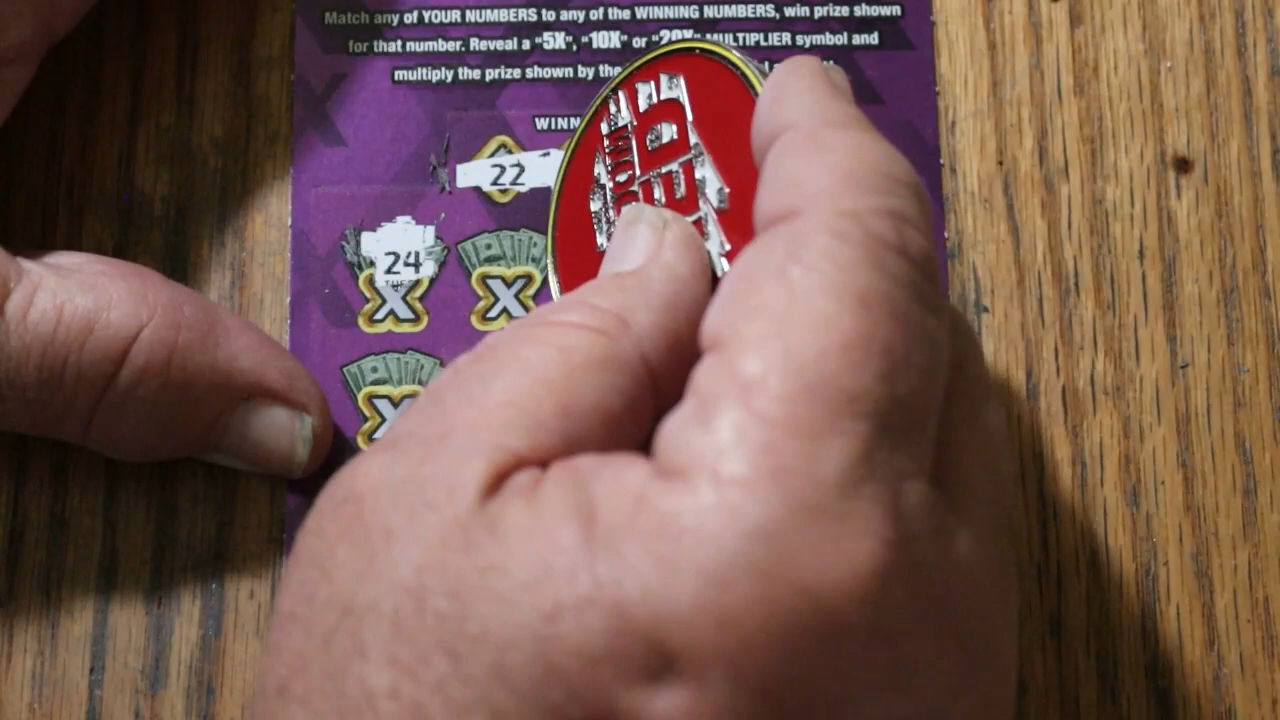 Match any of YOUR NUMBERS to any of the WINNING NUMBERS, win prize shown
for that number. Reveal a "5X", "10X" or "20X" MULTIPLIER symbol and
multiply the prize shown by the
22
24
X X
X